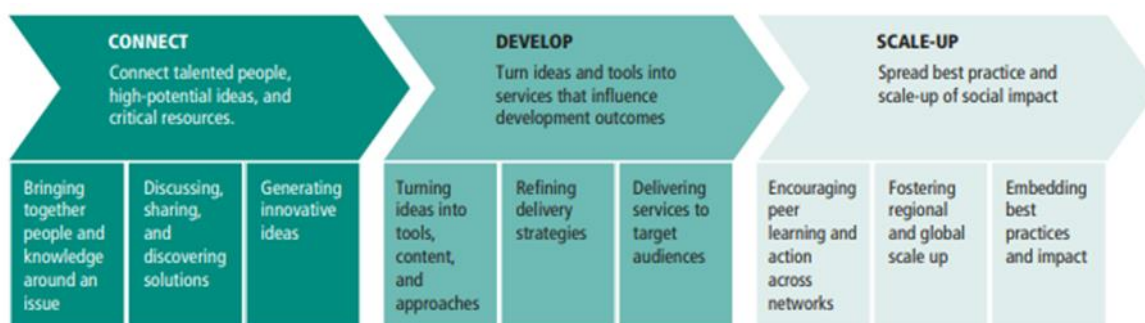 CONNECT
Connect talented people,
high-potential ideas, and
critical resources.
DEVELOP
Turn ideas and tools into
services that influence
development outcomes
SCALE-UP
Spread best practice and
scale-up of social impact
Bringing
together
people and
knowledge
around an
issue
Discussing,
sharing,
and
discovering
solutions
Generating
innovative
ideas
Turning
ideas into
tools,
content,
and
approaches
Refining
delivery
strategies
Delivering
services to
target
audiences
Encouraging
peer
learning and
action
across
networks
Fostering
regional
and global
scale up
Embedding
best
practices
and impact